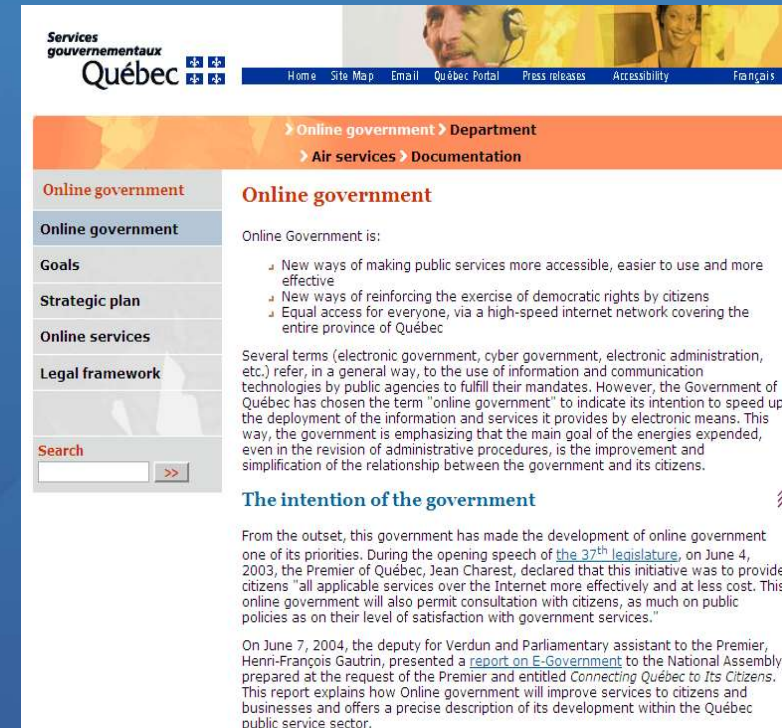 Services
gouvernementaux
Québec
Home Site Map Email Québec Portal Press releases Accessibility Français
Online government Department
Air services Documentation
Online government
Online government
Goals
Strategic plan
Online services
Legal framework
Search
>>
Online government
Online Government is:
New ways of making public services more accessible, easier to use and more
effective
New ways of reinforcing the exercise of democratic rights by citizens
Equal access for everyone, via a high-speed internet network covering the
entire province of Québec
Several terms (electronic government, cyber government, electronic administration,
etc.) refer, in a general way, to the use of information and communication
technologies by public agencies to fulfill their mandates. However, the Government of
Québec has chosen the term "online government" to indicate its intention to speed up
the deployment of the information and services it provides by electronic means. This
way, the government is emphasizing that the main goal of the energies expended,
even in the revision of administrative procedures, is the improvement and
simplification of the relationship between the government and its citizens.
The intention of the government
From the outset, this government has made the development of online government
one of its priorities. During the opening speech of the 37th legislature, on June 4,
2003, the Premier of Québec, Jean Charest, declared that this initiative was to provide
citizens "all applicable services over the Internet more effectively and at less cost. This
online government will also permit consultation with citizens, as much on public
policies as on their level of satisfaction with government services."
On June 7, 2004, the deputy for Verdun and Parliamentary assistant to the Premier,
Henri-François Gautrin, presented a report on E-Government to the National Assembly
prepared at the request of the Premier and entitled Connecting Québec to Its Citizens.
This report explains how Online government will improve services to citizens and
businesses and offers a precise description of its development within the Québec
public service sector.